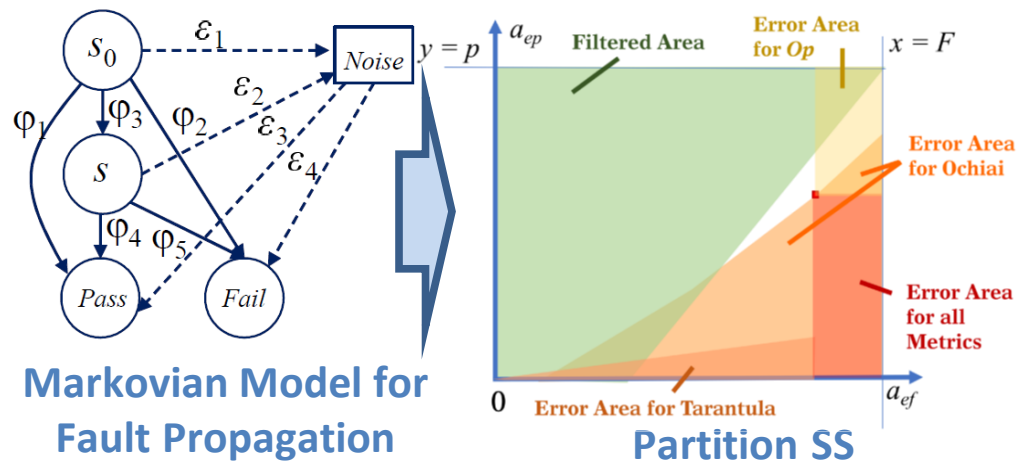 s₀
ε₁
Noise
φ₁
φ₃
φ₂
ε₂
ε₃
ε₄
s
φ₄
φ₅
Pass
Fail
Markovian Model for
Fault Propagation
y = p
aₑₚ
Filtered Area
Error Area
for Op
x = F
Error Area
for Ochiai
Error Area
for all
Metrics
0
Error Area for Tarantula
a_ef
Partition SS